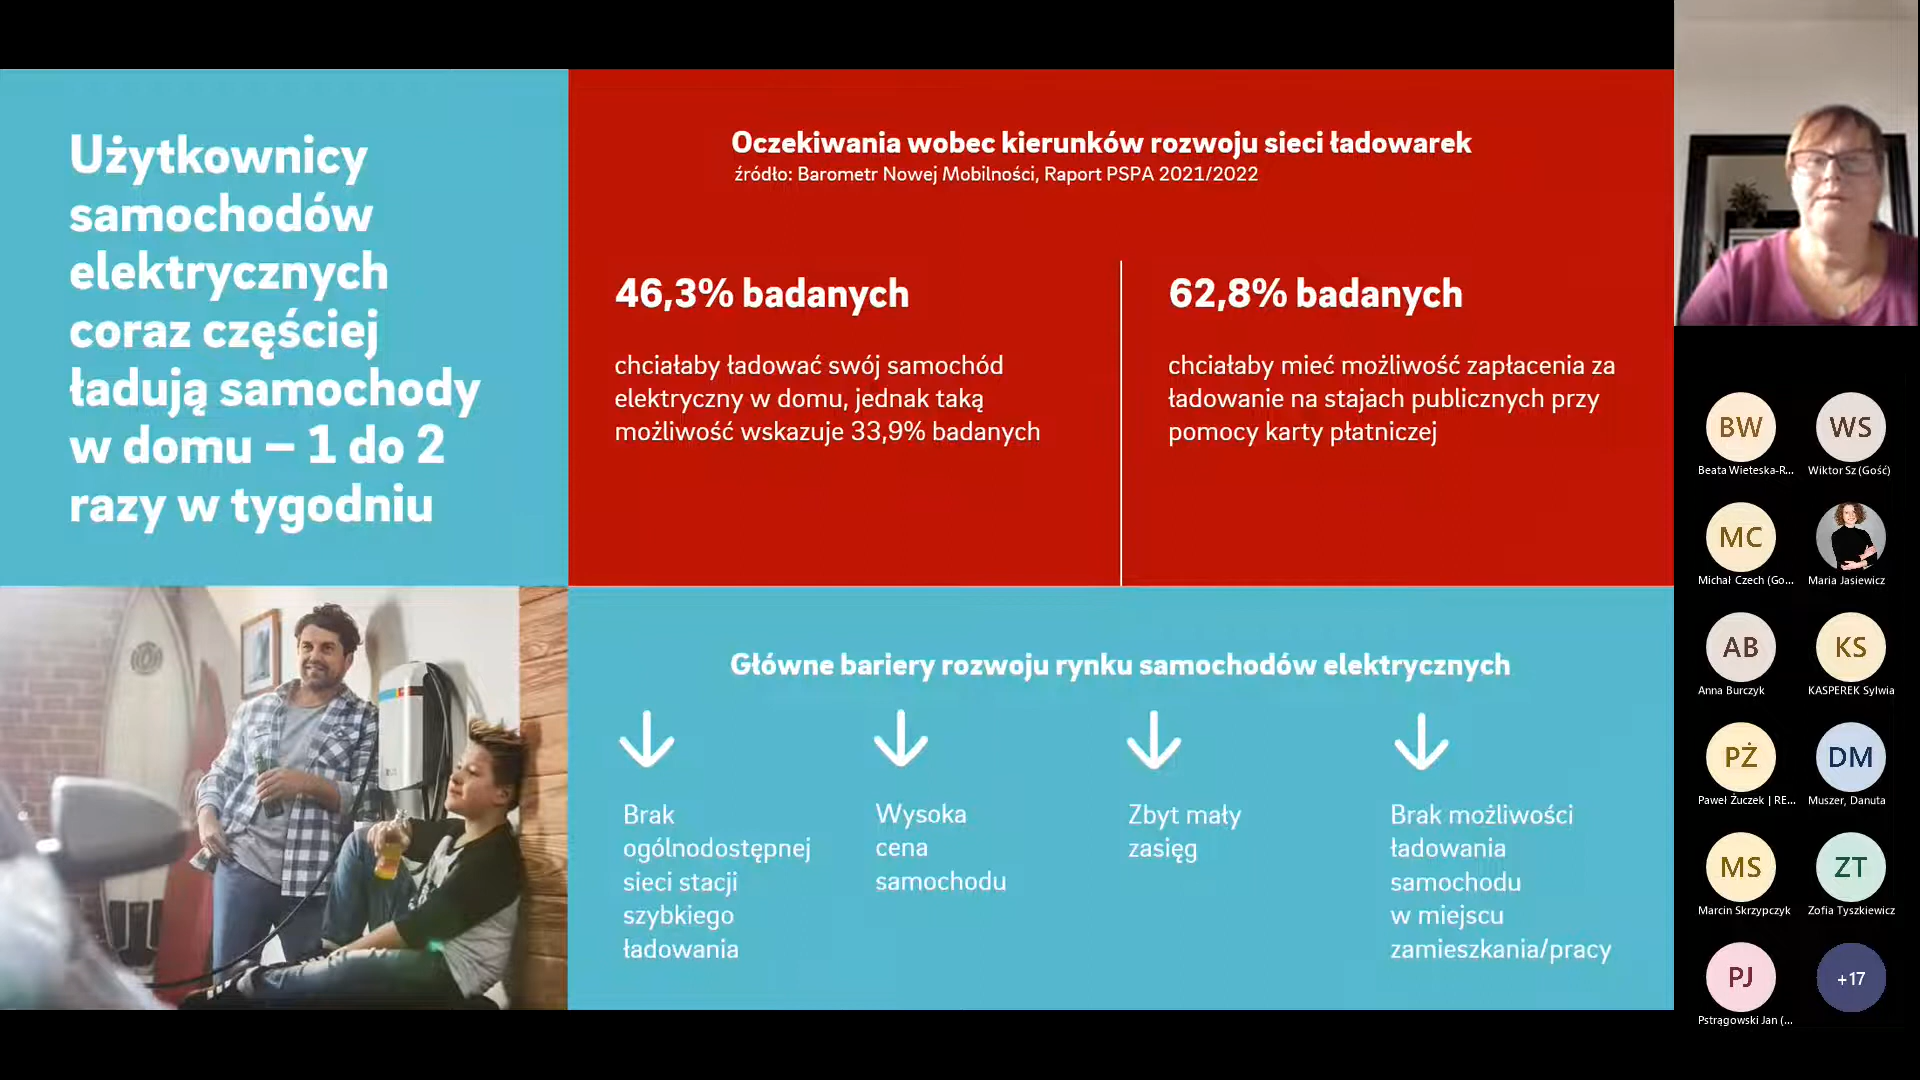 Użytkownicy
samochodów
elektrycznych
coraz częściej
ładują samochody
w domu – 1 do 2
razy w tygodniu
Oczekiwania wobec kierunków rozwoju sieci ładowarek
źródło: Barometr Nowej Mobilności, Raport PSPA 2021/2022
46,3% badanych
chciałaby ładować swój samochód
elektryczny w domu, jednak taką
możliwość wskazuje 33,9% badanych
62,8% badanych
chciałaby mieć możliwość zapłacenia za
ładowanie na stajach publicznych przy
pomocy karty płatniczej
Główne bariery rozwoju rynku samochodów elektrycznych
Brak
ogólnodostępnej
sieci stacji
szybkiego
ładowania
Wysoka
cena
samochodu
Zbyt mały
zasięg
Brak możliwości
ładowania
samochodu
w miejscu
zamieszkania/pracy
BW
Beata Wieteska-R...
WS
Wiktor Sz (Gość)
MC
Michał Czech (Go...
Maria Jasiewicz
AB
Anna Burczyk
KS
KASPEREK Sylwia
PŻ
Paweł Żuczek | RE...
DM
Muszer, Danuta
MS
Marcin Skrzypczyk
ZT
Zofia Tyszkiewicz
PJ
Pstrągowski Jan (...
+17